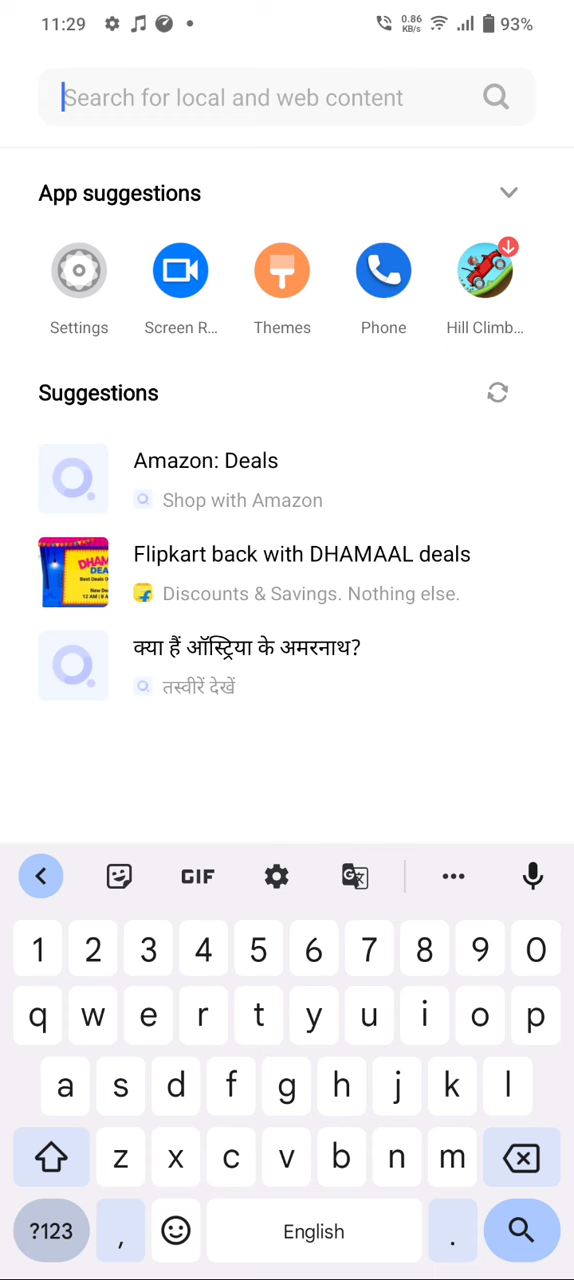 11:29 0.86 KB/s 93%
Search for local and web content
App suggestions
Settings Screen R... Themes Phone Hill Climb...
Suggestions
Amazon: Deals
Shop with Amazon
Flipkart back with DHAMAAL deals
Discounts & Savings. Nothing else.
क्या हैं ऑस्ट्रिया के अमरनाथ?
तस्वीरें देखें
GIF
1 2 3 4 5 6 7 8 9 0
q w e r t y u i o p
a s d f g h j k l
z x c v b n m
?123 , English .